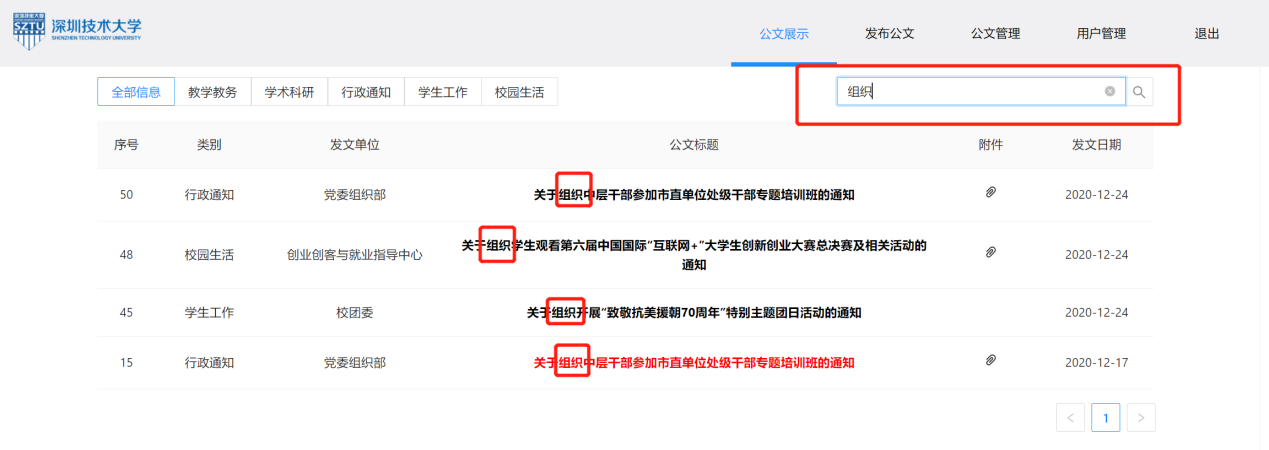 SZTU 深圳技术大学
SHENZHEN TECHNOLOGY UNIVERSITY
公文展示 发布公文 公文管理 用户管理 退出
全部信息 教学教务 学术科研 行政通知 学生工作 校园生活 组织
序号 类别 发文单位 公文标题 附件 发文日期
50 行政通知 党委组织部 关于组织中层干部参加市直单位处级干部专题培训班的通知 2020-12-24
48 校园生活 创业创客与就业指导中心 关于组织学生观看第六届中国国际"互联网+"大学生创新创业大赛总决赛及相关活动的 2020-12-24
通知
45 学生工作 校团委 关于组织开展"致敬抗美援朝70周年"特别主题团日活动的通知 2020-12-24
15 行政通知 党委组织部 关于组织中层干部参加市直单位处级干部专题培训班的通知 2020-12-17
< 1 >